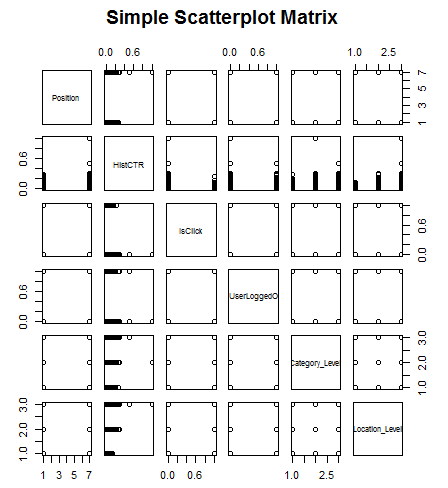 Simple Scatterplot Matrix
0.0 0.6
0.0 0.6
1.0 2.5
Position
1 3 5 7
0.0 0.6
HistCTR
IsClick
0.0 0.6
0.0 0.6
UserLoggedO
Category_Level
1.0 2.0 3.0
1.0 2.0 3.0
Location_Level
1 3 5 7
0.0 0.6
1.0 2.5